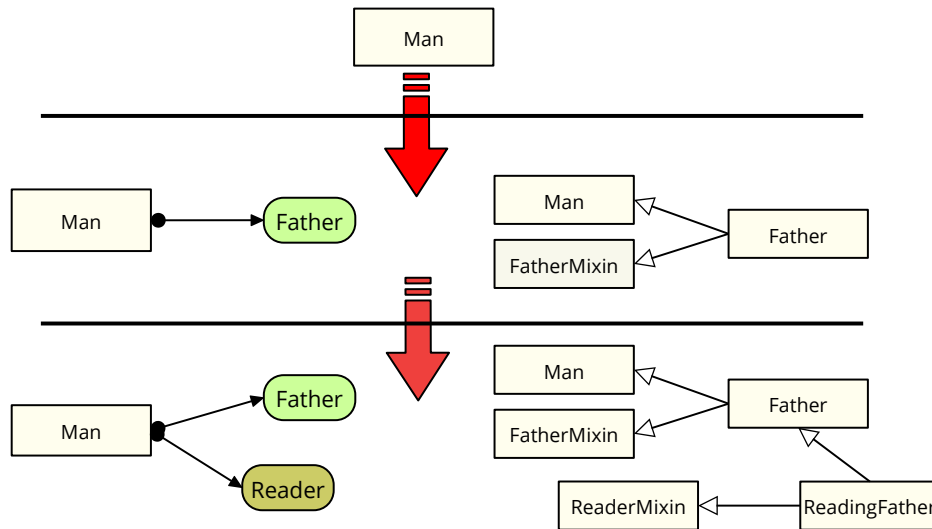 Man
Man
Father
Man
FatherMixin
Father
Man
Father
Reader
Man
FatherMixin
Father
ReaderMixin
ReadingFather